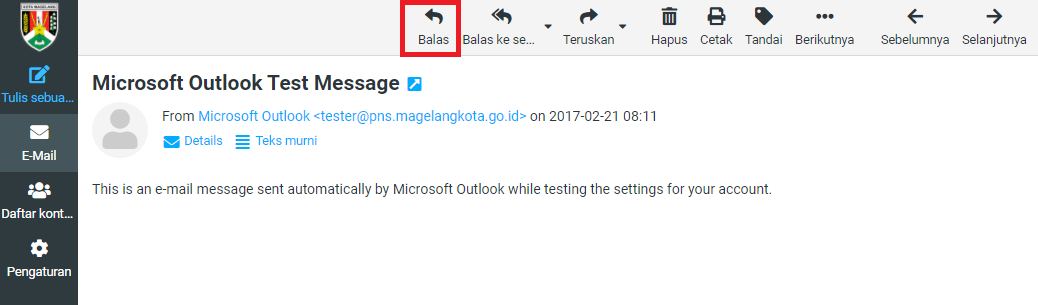 KOTA MAGELANG
Balas
Balas ke se...
Teruskan
Hapus
Cetak
Tandai
Berikutnya
Sebelumnya
Selanjutnya
Tulis sebua...
E-Mail
Daftar kont...
Pengaturan
Microsoft Outlook Test Message
From Microsoft Outlook <tester@pns.magelangkota.go.id> on 2017-02-21 08:11
Details
Teks murni
This is an e-mail message sent automatically by Microsoft Outlook while testing the settings for your account.